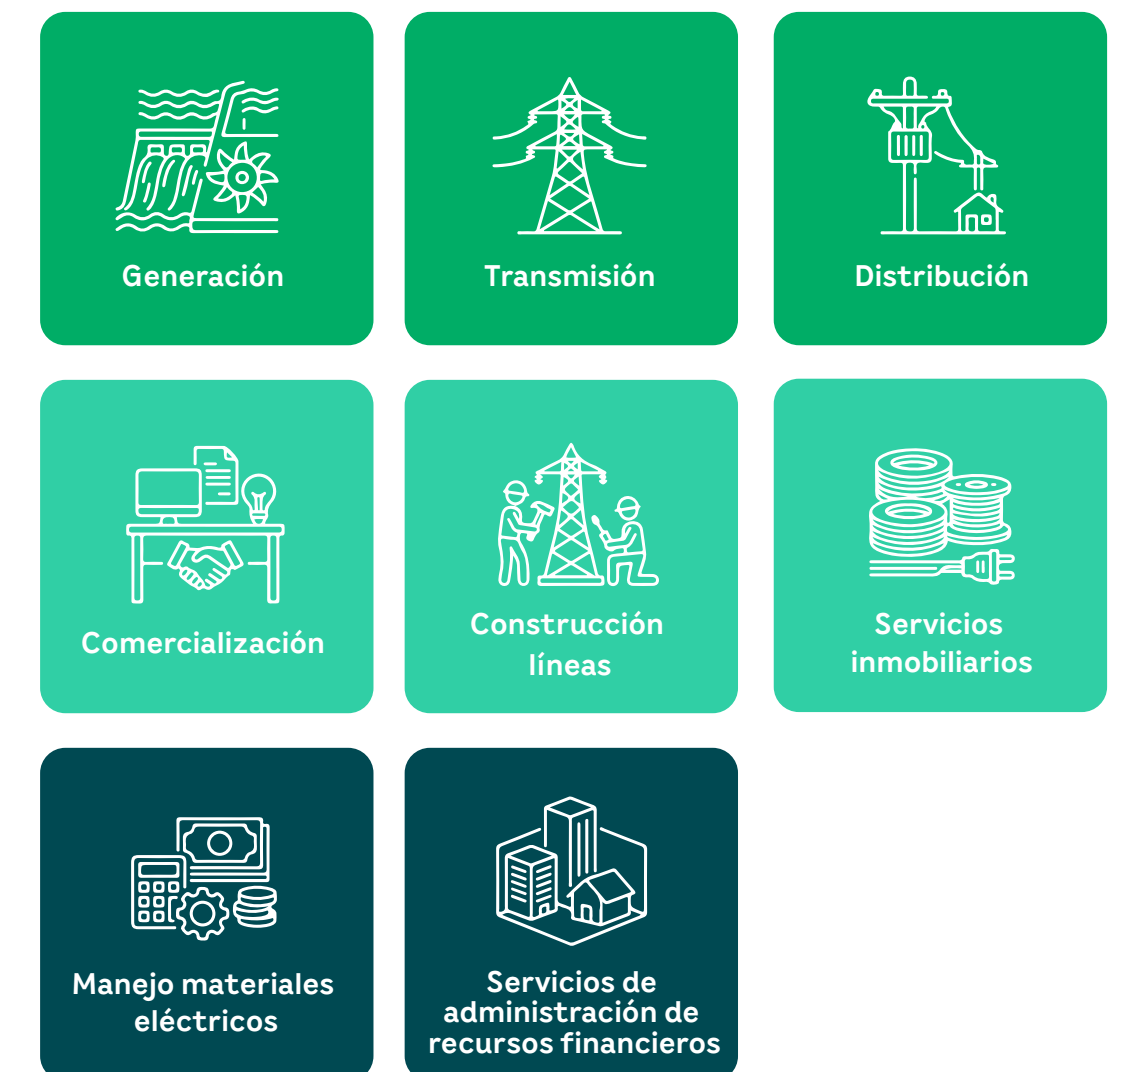 Generación
Transmisión
Distribución
Comercialización
Construcción
líneas
Servicios
inmobiliarios
Manejo materiales
eléctricos
Servicios de
administración de
recursos financieros